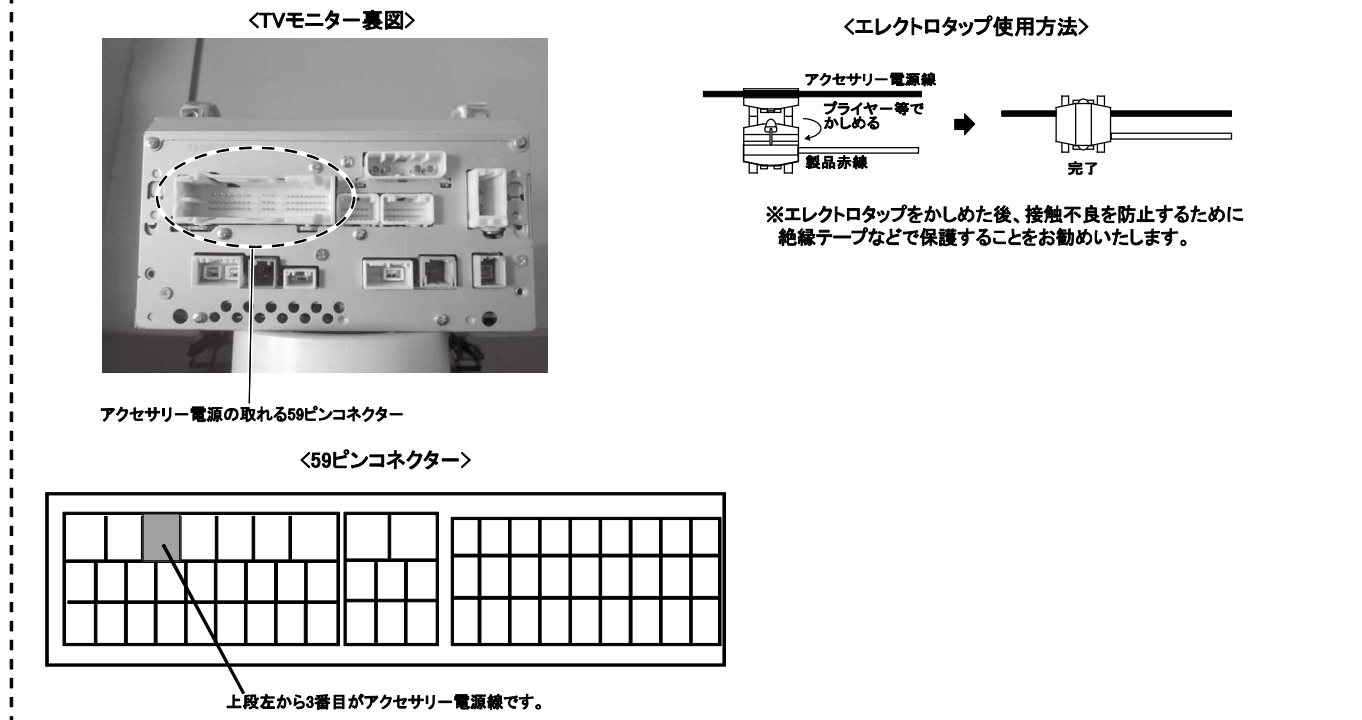 <TVモニター裏図>
アクセサリー電源の取れる59ピンコネクター
<エレクトロタップ使用方法>
アクセサリー電源線
プライヤー等で
かしめる
製品赤線
完了
※エレクトロタップをかしめた後、接触不良を防止するために
絶縁テープなどで保護することをお勧めいたします。
<59ピンコネクター>
上段左から3番目がアクセサリー電源線です。